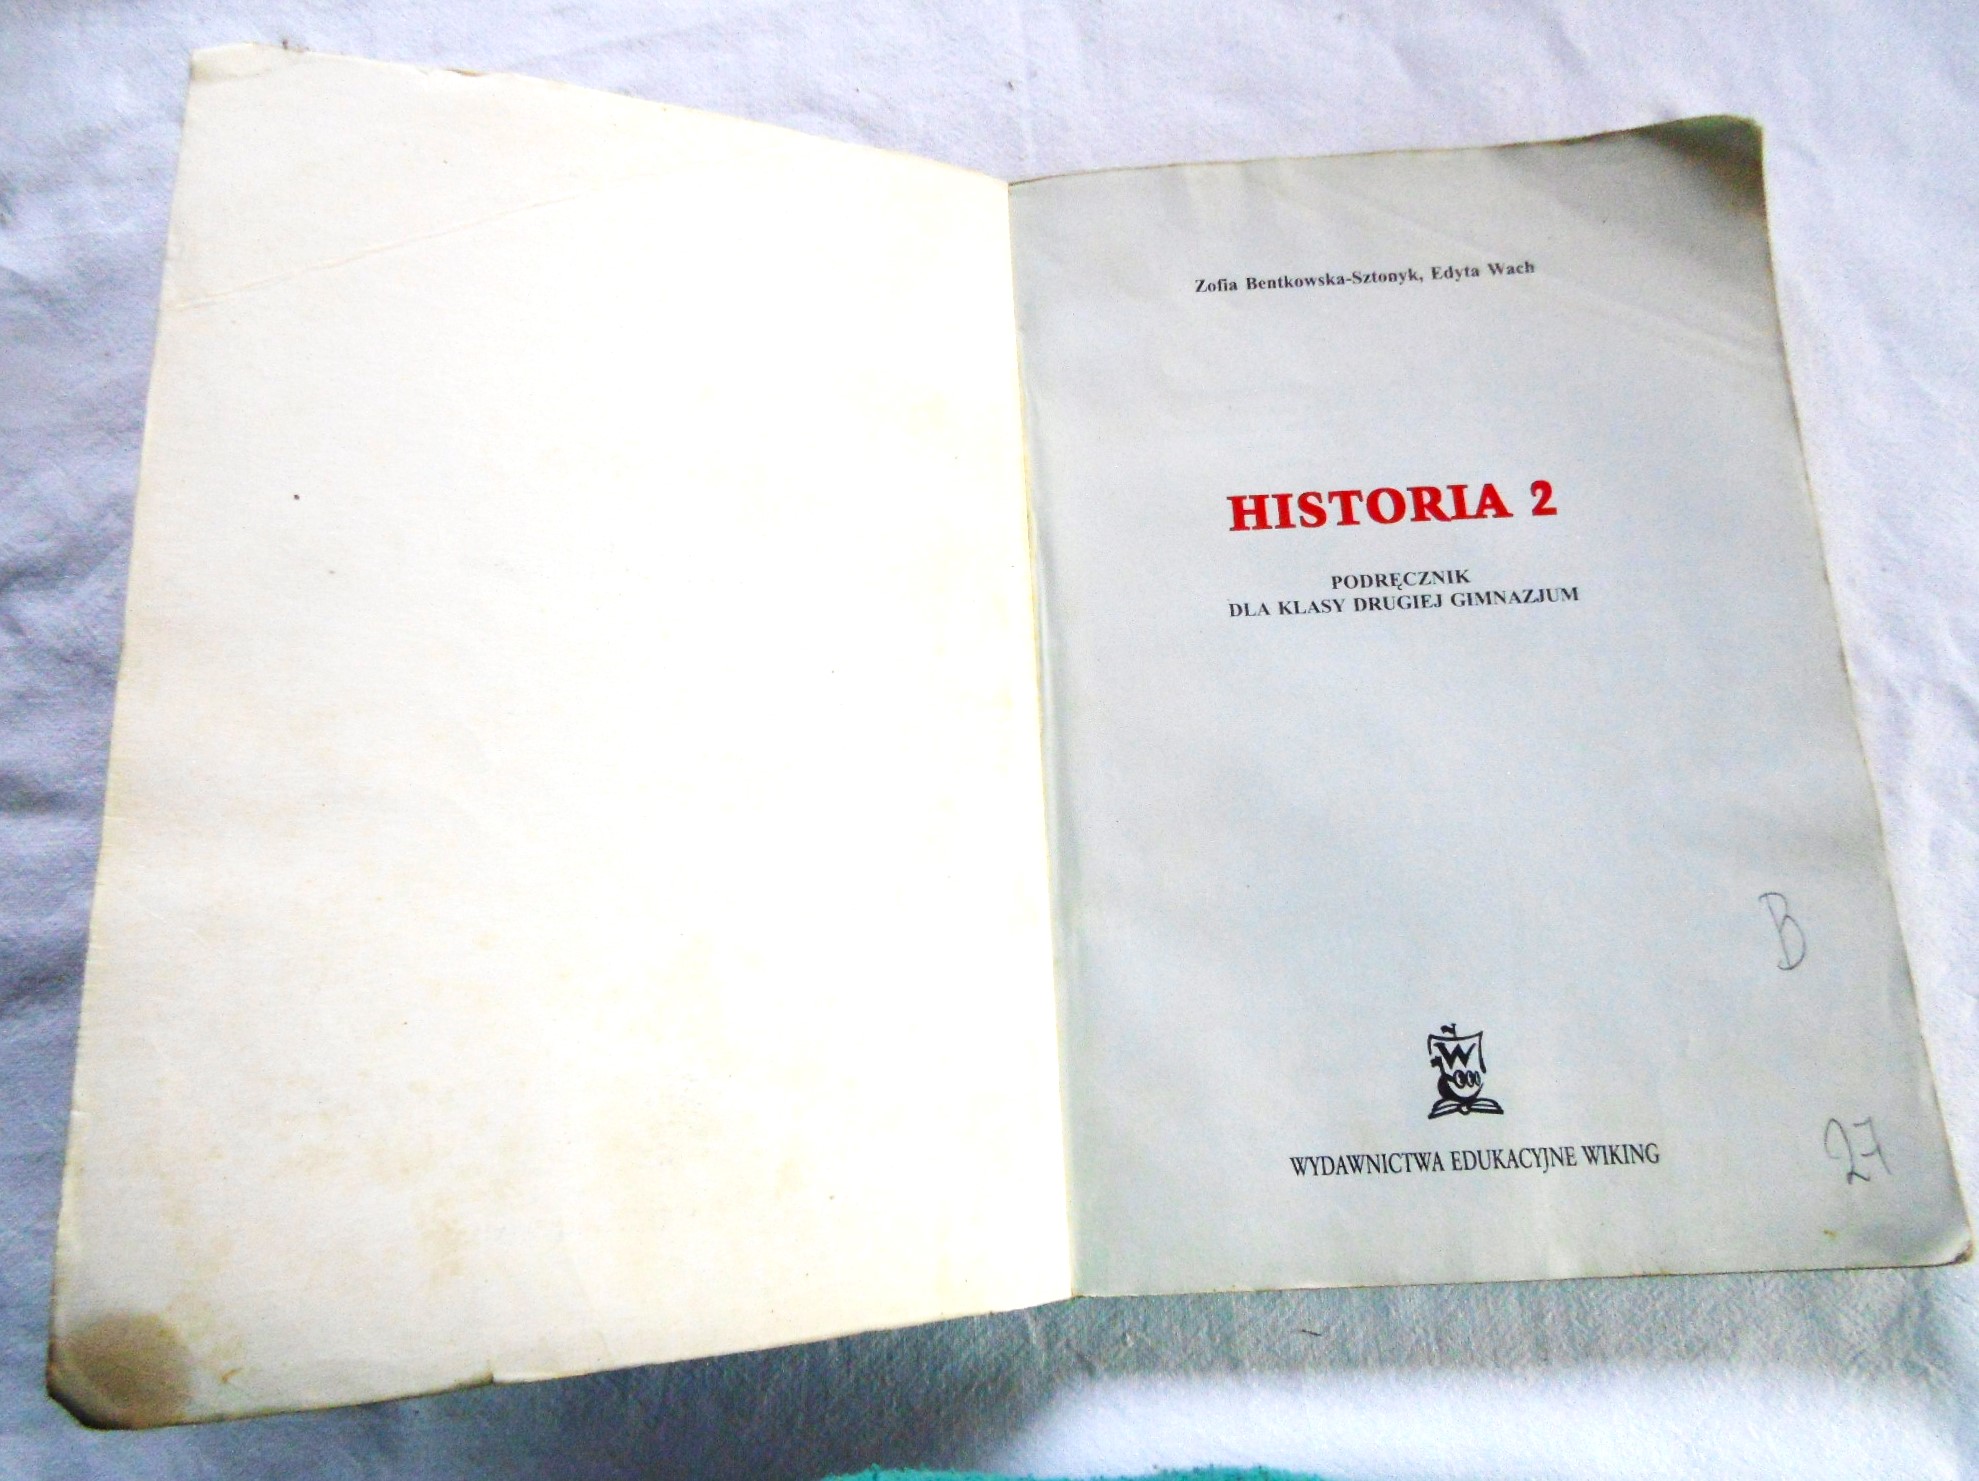 Zofia Bentkowska-Sztonyk, Edyta Wach
HISTORIA 2
PODRĘCZNIK
DLA KLASY DRUGIEJ GIMNAZJUM
B
W
WYDAWNICTWA EDUKACYJNE WIKING
27